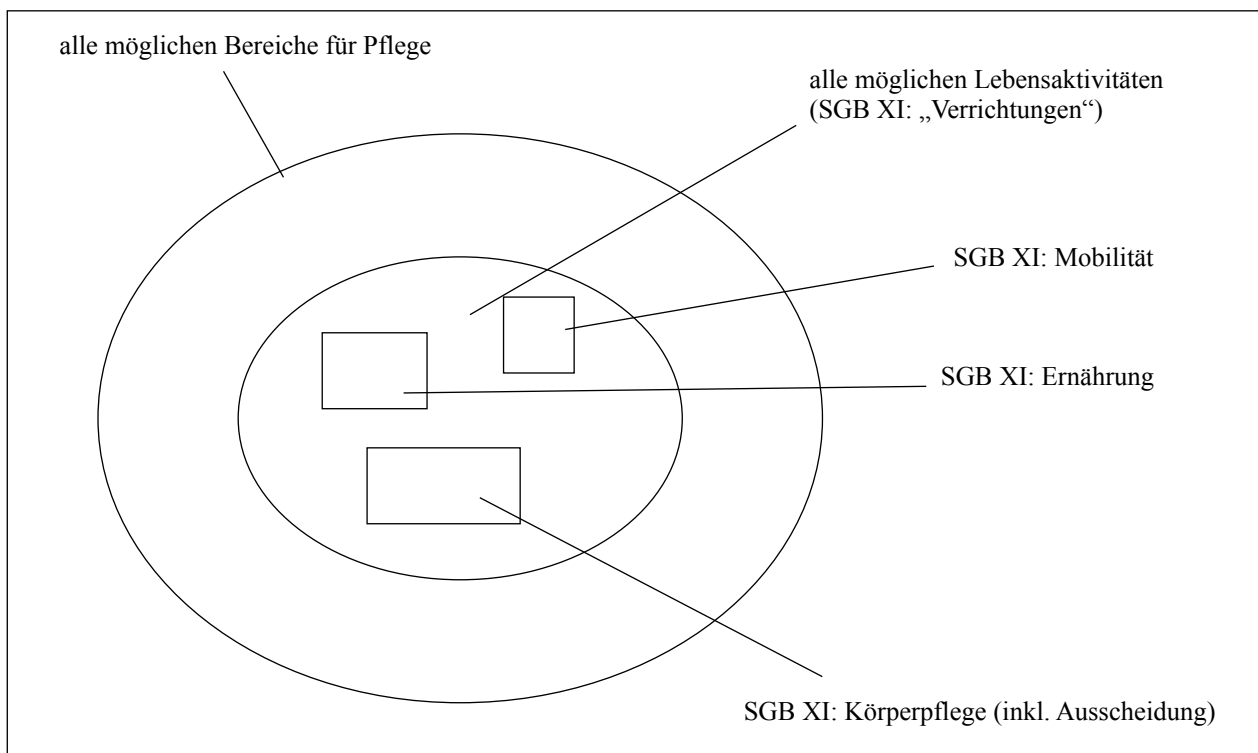 alle möglichen Bereiche für Pflege
alle möglichen Lebensaktivitäten
(SGB XI: „Verrichtungen“)
SGB XI: Mobilität
SGB XI: Ernährung
SGB XI: Körperpflege (inkl. Ausscheidung)